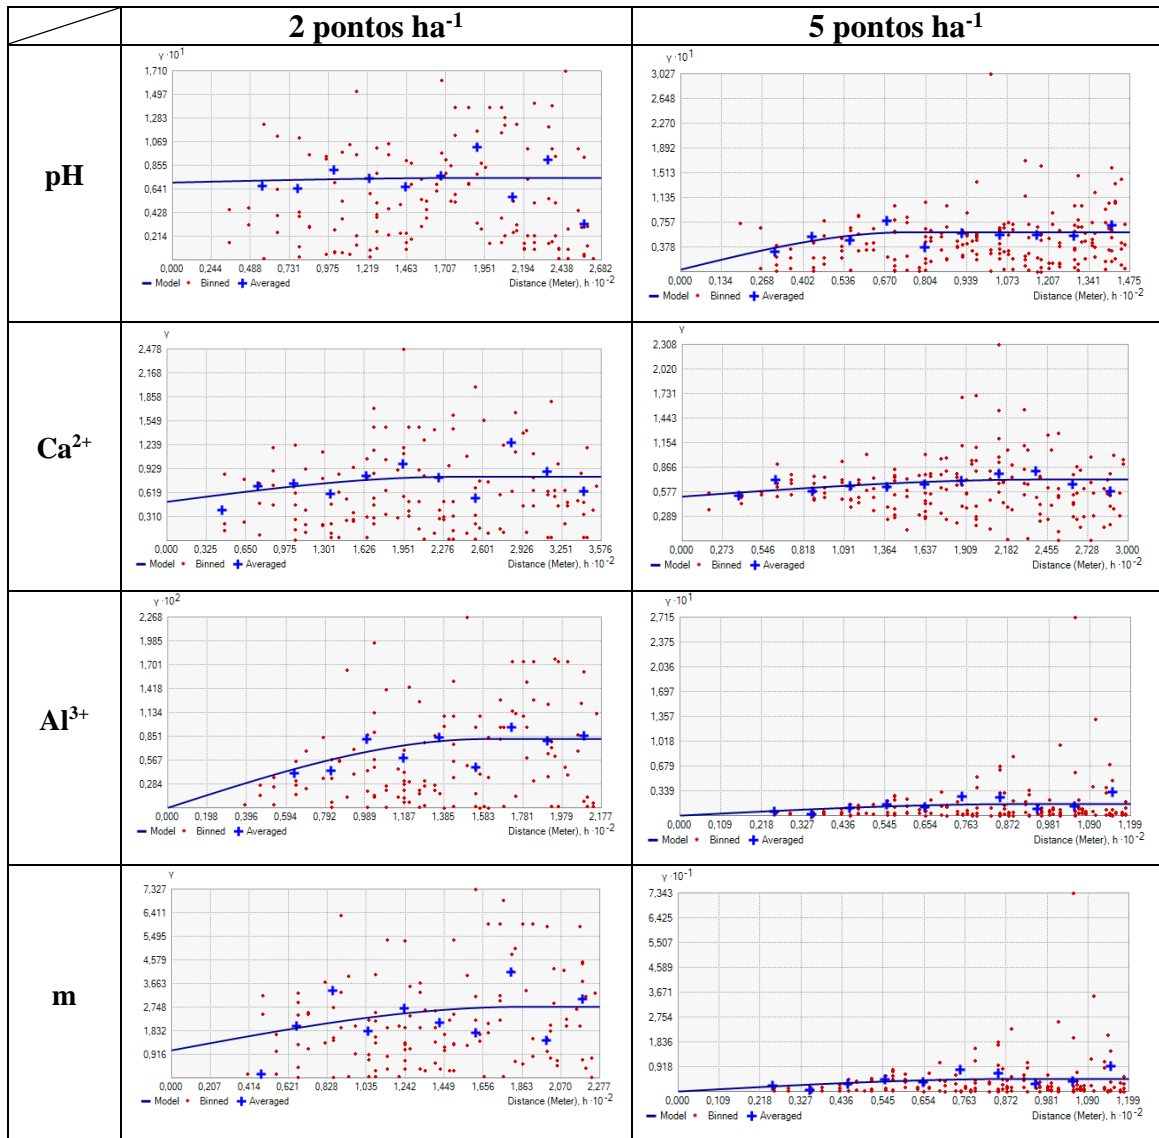 2 pontos ha-1
5 pontos ha-1
pH
γ ·10^1
1,710
1,497
1,283
1,069
0,855
0,641
0,428
0,214
0,000 0,244 0,488 0,731 0,975 1,219 1,463 1,707 1,951 2,194 2,438 2,682
Distance (Meter), h ·10^-2
Model Binned Averaged
γ ·10^1
3,027
2,648
2,270
1,892
1,513
1,135
0,757
0,378
0,000 0,134 0,268 0,402 0,536 0,670 0,804 0,939 1,073 1,207 1,341 1,475
Distance (Meter), h ·10^-2
Model Binned Averaged
Ca2+
γ
2,478
2,168
1,858
1,549
1,239
0,929
0,619
0,310
0,000 0,325 0,650 0,975 1,301 1,626 1,951 2,276 2,601 2,926 3,251 3,576
Model Binned Averaged
Distance (Meter), h ·10^-2
γ
2,308
2,020
1,731
1,443
1,154
0,866
0,577
0,289
0,000 0,273 0,546 0,818 1,091 1,364 1,637 1,909 2,182 2,455 2,728 3,000
Model Binned Averaged
Distance (Meter), h ·10^-2
Al3+
γ ·10^2
2,268
1,985
1,701
1,418
1,134
0,851
0,567
0,284
0,000 0,198 0,396 0,594 0,792 0,989 1,187 1,385 1,583 1,781 1,979 2,177
Model Binned Averaged
Distance (Meter), h ·10^-2
γ ·10^1
2,715
2,375
2,036
1,697
1,357
1,018
0,679
0,339
0,000 0,109 0,218 0,327 0,436 0,545 0,654 0,763 0,872 0,981 1,090 1,199
Model Binned Averaged
Distance (Meter), h ·10^-2
m
γ
7,327
6,411
5,495
4,579
3,663
2,748
1,832
0,916
0,000 0,207 0,414 0,621 0,828 1,035 1,242 1,449 1,656 1,863 2,070 2,277
Model Binned Averaged
Distance (Meter), h ·10^-2
γ ·10^-1
7,343
6,425
5,507
4,589
3,671
2,754
1,836
0,918
0,000 0,109 0,218 0,327 0,436 0,545 0,654 0,763 0,872 0,981 1,090 1,199
Model Binned Averaged
Distance (Meter), h ·10^-2